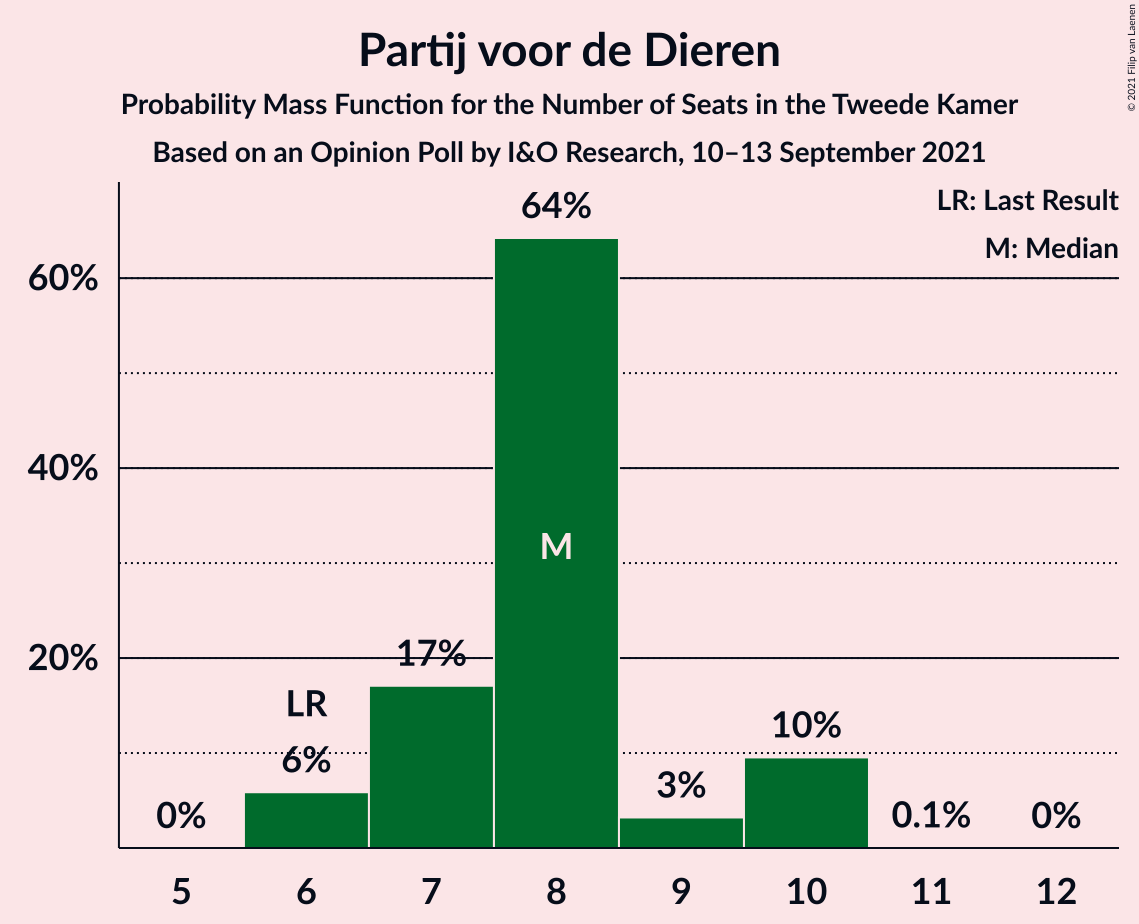 Partij voor de Dieren
Probability Mass Function for the Number of Seats in the Tweede Kamer
Based on an Opinion Poll by I&O Research, 10–13 September 2021
© 2021 Filip van Laenen
LR: Last Result
M: Median
60%
40%
20%
0%
LR
6%
17%
64%
M
3%
10%
0.1%
0%
5 6 7 8 9 10 11 12